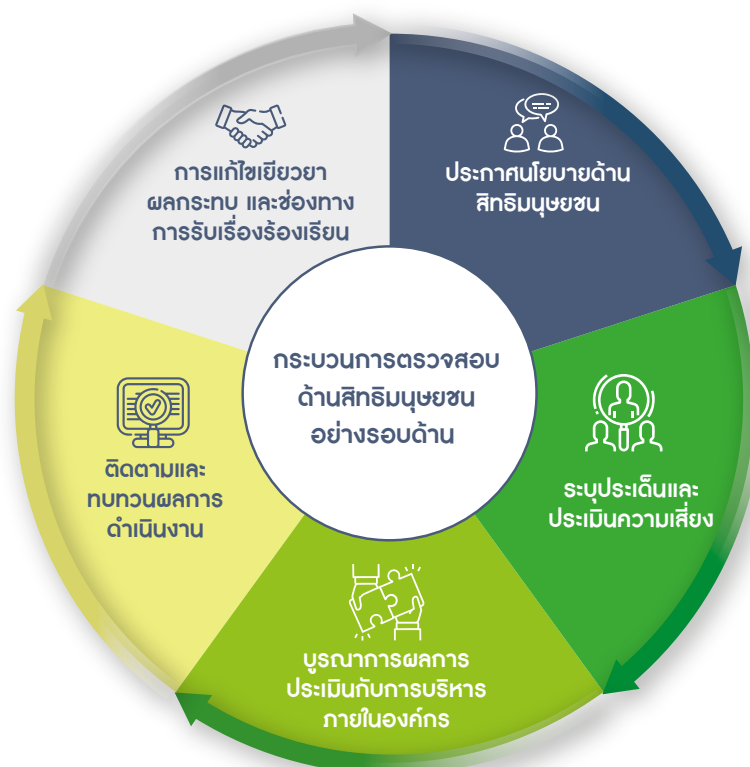 กระบวนการตรวจสอบ
ด้านสิทธิมนุษยชน
อย่างรอบด้าน
ประกาศนโยบายด้าน
สิทธิมนุษยชน
ระบุประเด็นและ
ประเมินความเสี่ยง
บูรณาการผลการ
ประเมินกับการบริหาร
ภายในองค์กร
ติดตามและ
ทบทวนผลการ
ดำเนินงาน
การแก้ไขเยียวยา
ผลกระทบ และช่องทาง
การรับเรื่องร้องเรียน